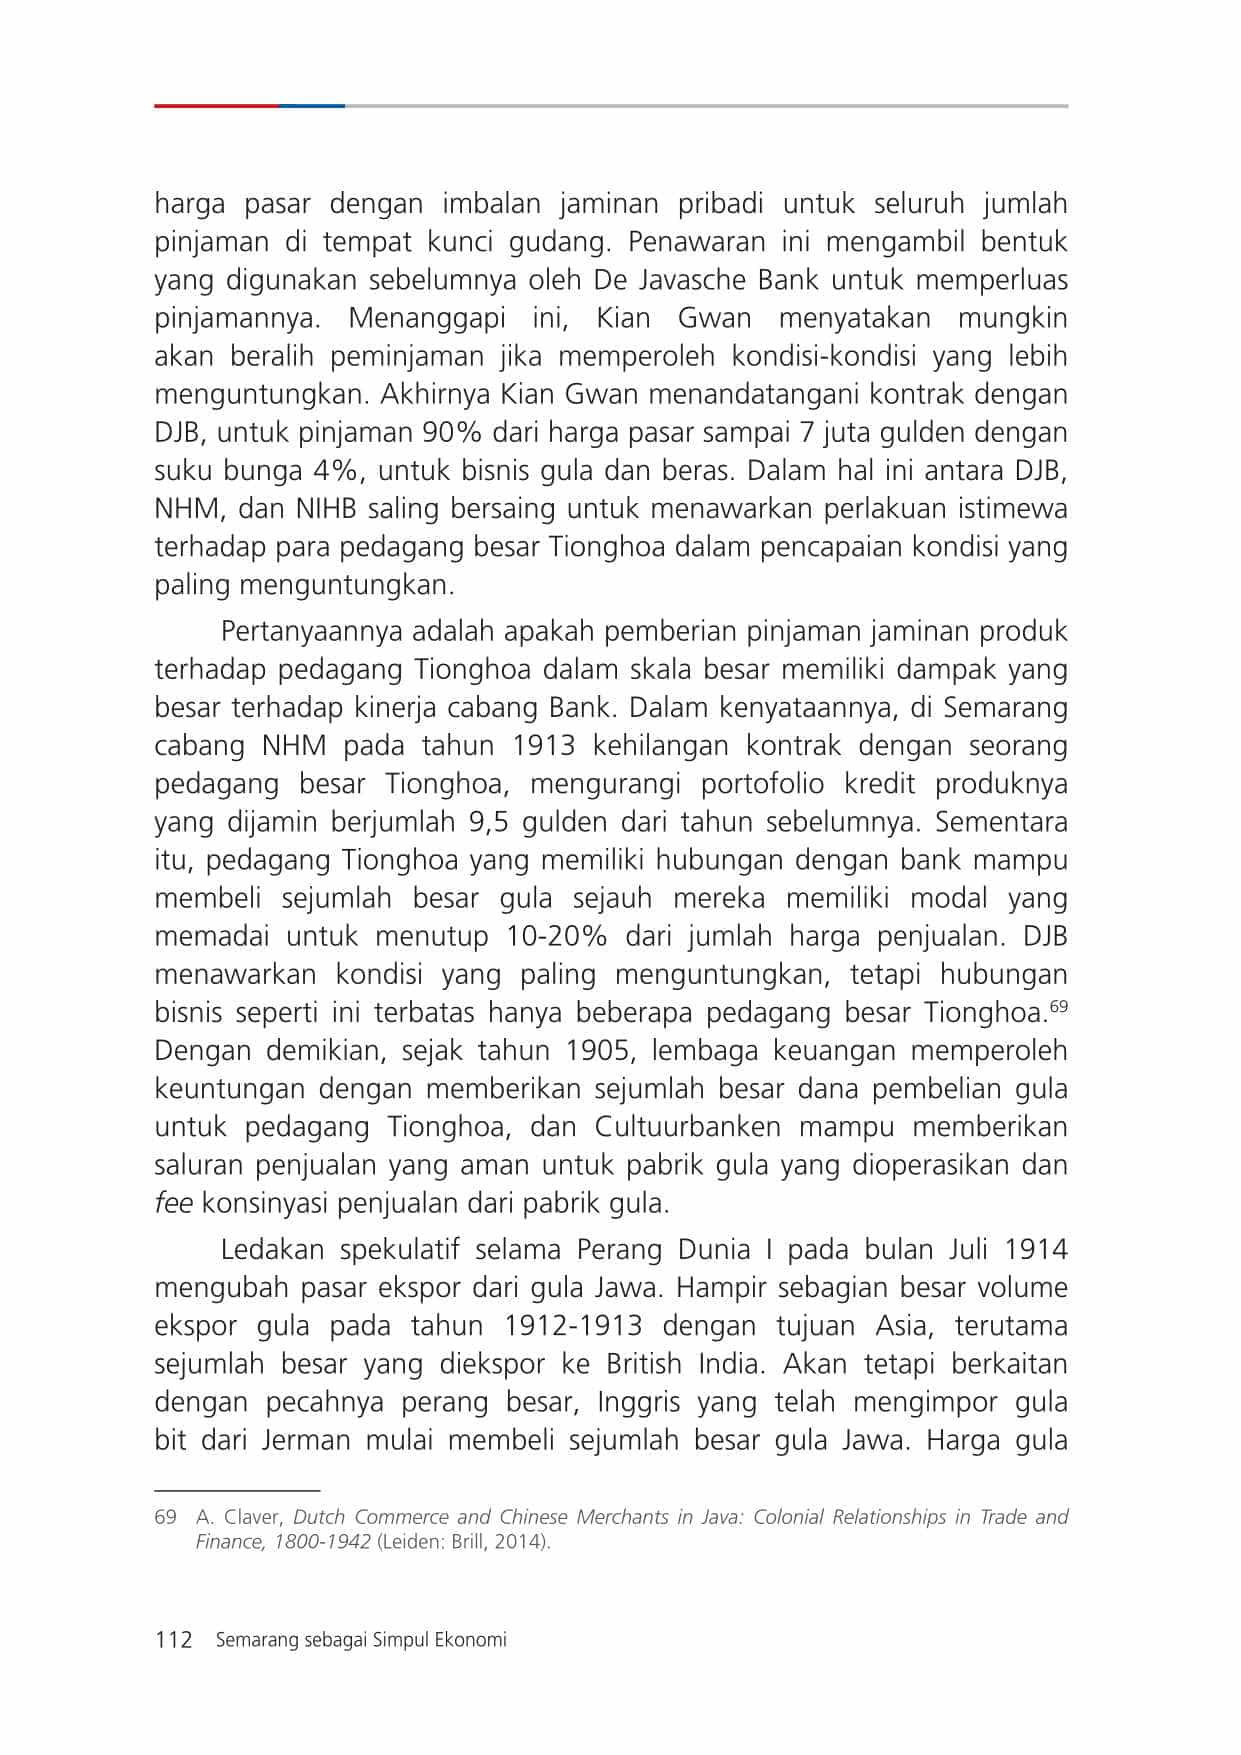 harga pasar dengan imbalan jaminan pribadi untuk seluruh jumlah
pinjaman di tempat kunci gudang. Penawaran ini mengambil bentuk
yang digunakan sebelumnya oleh De Javasche Bank untuk memperluas
pinjamannya. Menanggapi ini, Kian Gwan menyatakan mungkin
akan beralih peminjaman jika memperoleh kondisi-kondisi yang lebih
menguntungkan. Akhirnya Kian Gwan menandatangani kontrak dengan
DJB, untuk pinjaman 90% dari harga pasar sampai 7 juta gulden dengan
suku bunga 4%, untuk bisnis gula dan beras. Dalam hal ini antara DJB,
NHM, dan NIHB saling bersaing untuk menawarkan perlakuan istimewa
terhadap para pedagang besar Tionghoa dalam pencapaian kondisi yang
paling menguntungkan.
Pertanyaannya adalah apakah pemberian pinjaman jaminan produk
terhadap pedagang Tionghoa dalam skala besar memiliki dampak yang
besar terhadap kinerja cabang Bank. Dalam kenyataannya, di Semarang
cabang NHM pada tahun 1913 kehilangan kontrak dengan seorang
pedagang besar Tionghoa, mengurangi portofolio kredit produknya
yang dijamin berjumlah 9,5 gulden dari tahun sebelumnya. Sementara
itu, pedagang Tionghoa yang memiliki hubungan dengan bank mampu
membeli sejumlah besar gula sejauh mereka memiliki modal yang
memadai untuk menutup 10-20% dari jumlah harga penjualan. DJB
menawarkan kondisi yang paling menguntungkan, tetapi hubungan
bisnis seperti ini terbatas hanya beberapa pedagang besar Tionghoa.69
Dengan demikian, sejak tahun 1905, lembaga keuangan memperoleh
keuntungan dengan memberikan sejumlah besar dana pembelian gula
untuk pedagang Tionghoa, dan Cultuurbanken mampu memberikan
saluran penjualan yang aman untuk pabrik gula yang dioperasikan dan
fee konsinyasi penjualan dari pabrik gula.
Ledakan spekulatif selama Perang Dunia I pada bulan Juli 1914
mengubah pasar ekspor dari gula Jawa. Hampir sebagian besar volume
ekspor gula pada tahun 1912-1913 dengan tujuan Asia, terutama
sejumlah besar yang diekspor ke British India. Akan tetapi berkaitan
dengan pecahnya perang besar, Inggris yang telah mengimpor gula
bit dari Jerman mulai membeli sejumlah besar gula Jawa. Harga gula
69 A. Claver, Dutch Commerce and Chinese Merchants in Java: Colonial Relationships in Trade and
Finance, 1800-1942 (Leiden: Brill, 2014).
112 Semarang sebagai Simpul Ekonomi